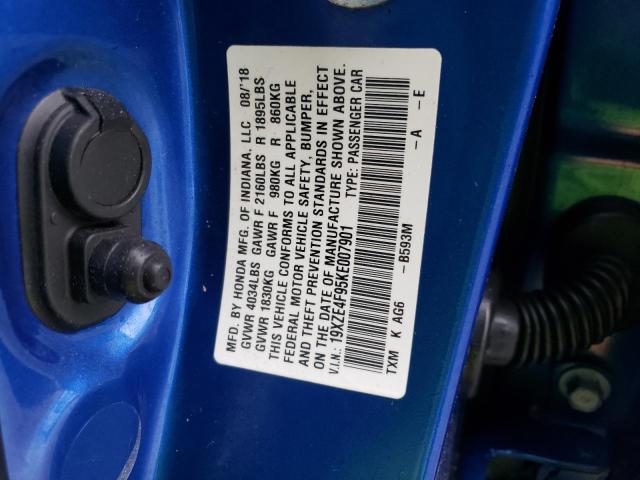 MFD. BY HONDA MFG. OF INDIANA, LLC 08/'18
GVWR 4034LBS GAWR F 2160LBS R 1895LBS
GVWR 1830KG GAWR F 980KG R 860KG
THIS VEHICLE CONFORMS TO ALL APPLICABLE
FEDERAL MOTOR VEHICLE SAFETY, BUMPER,
AND THEFT PREVENTION STANDARDS IN EFFECT
ON THE DATE OF MANUFACTURE SHOWN ABOVE.
V.I.N.: 19XZE4F95KE007901 TYPE: PASSENGER CAR
TXM K AG6 -B593M -A -E